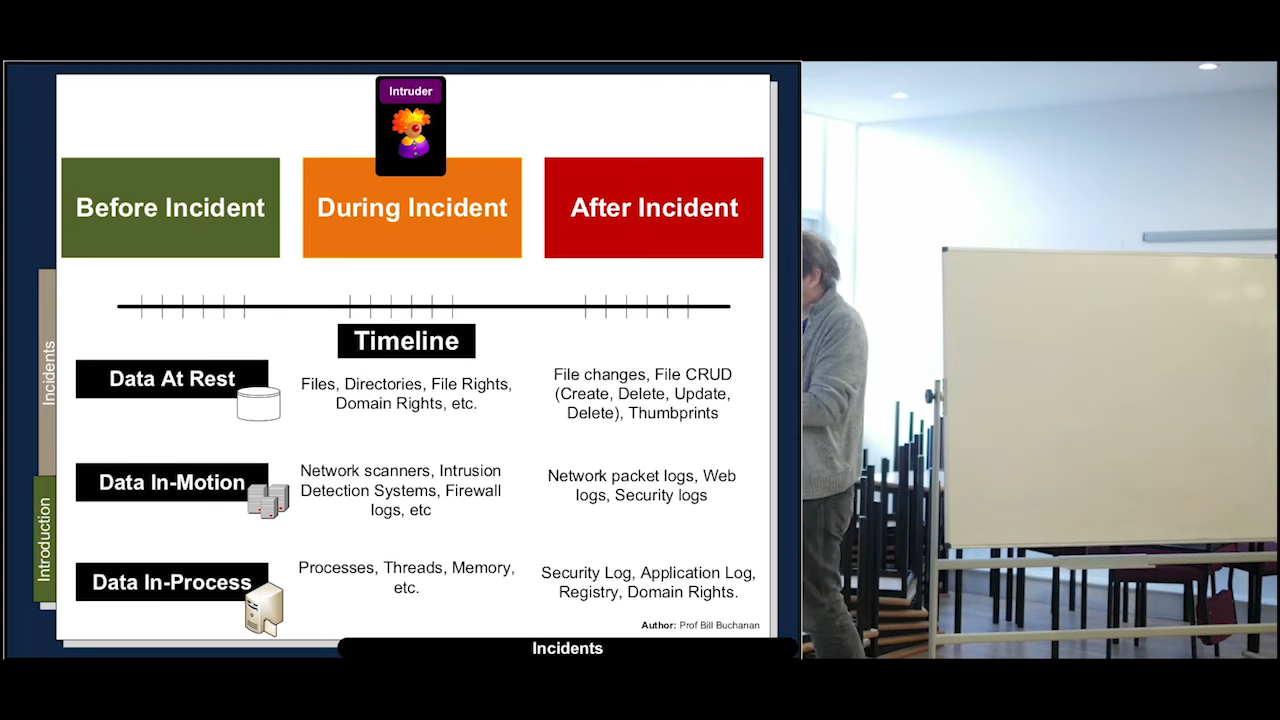 Intruder
Before Incident
During Incident
After Incident
Timeline
Data At Rest
Files, Directories, File Rights,
Domain Rights, etc.
File changes, File CRUD
(Create, Delete, Update,
Delete), Thumbprints
Data In-Motion
Network scanners, Intrusion
Detection Systems, Firewall
logs, etc
Network packet logs, Web
logs, Security logs
Data In-Process
Processes, Threads, Memory,
etc.
Security Log, Application Log,
Registry, Domain Rights.
Author: Prof Bill Buchanan
Incidents
Incidents
Introduction